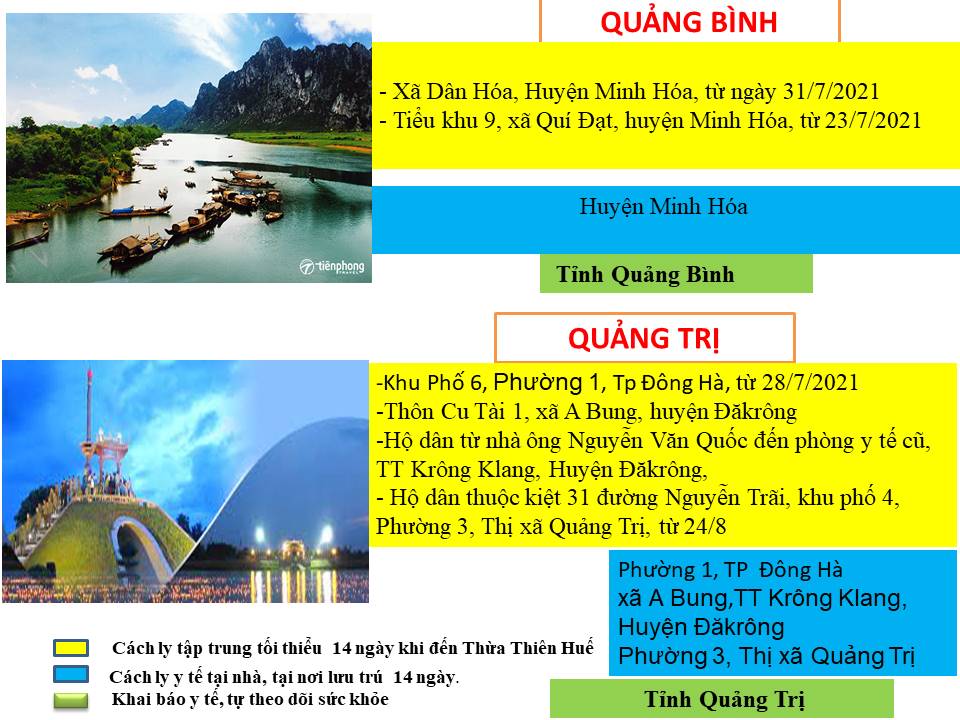 QUẢNG BÌNH
- Xã Dân Hóa, Huyện Minh Hóa, từ ngày 31/7/2021
- Tiểu khu 9, xã Quí Đạt, huyện Minh Hóa, từ 23/7/2021
Huyện Minh Hóa
tiênphong
TRAVEL
Tỉnh Quảng Bình
QUẢNG TRỊ
-Khu Phố 6, Phường 1, Tp Đông Hà, từ 28/7/2021
-Thôn Cu Tài 1, xã A Bung, huyện Đăkrông
-Hộ dân từ nhà ông Nguyễn Văn Quốc đến phòng y tế cũ,
TT Krông Klang, Huyện Đăkrông,
- Hộ dân thuộc kiệt 31 đường Nguyễn Trãi, khu phố 4,
Phường 3, Thị xã Quảng Trị, từ 24/8
Phường 1, TP Đông Hà
xã A Bung,TT Krông Klang,
Huyện Đăkrông
Phường 3, Thị xã Quảng Trị
Cách ly tập trung tối thiểu 14 ngày khi đến Thừa Thiên Huế
Cách ly y tế tại nhà, tại nơi lưu trú 14 ngày.
Khai báo y tế, tự theo dõi sức khỏe
Tỉnh Quảng Trị